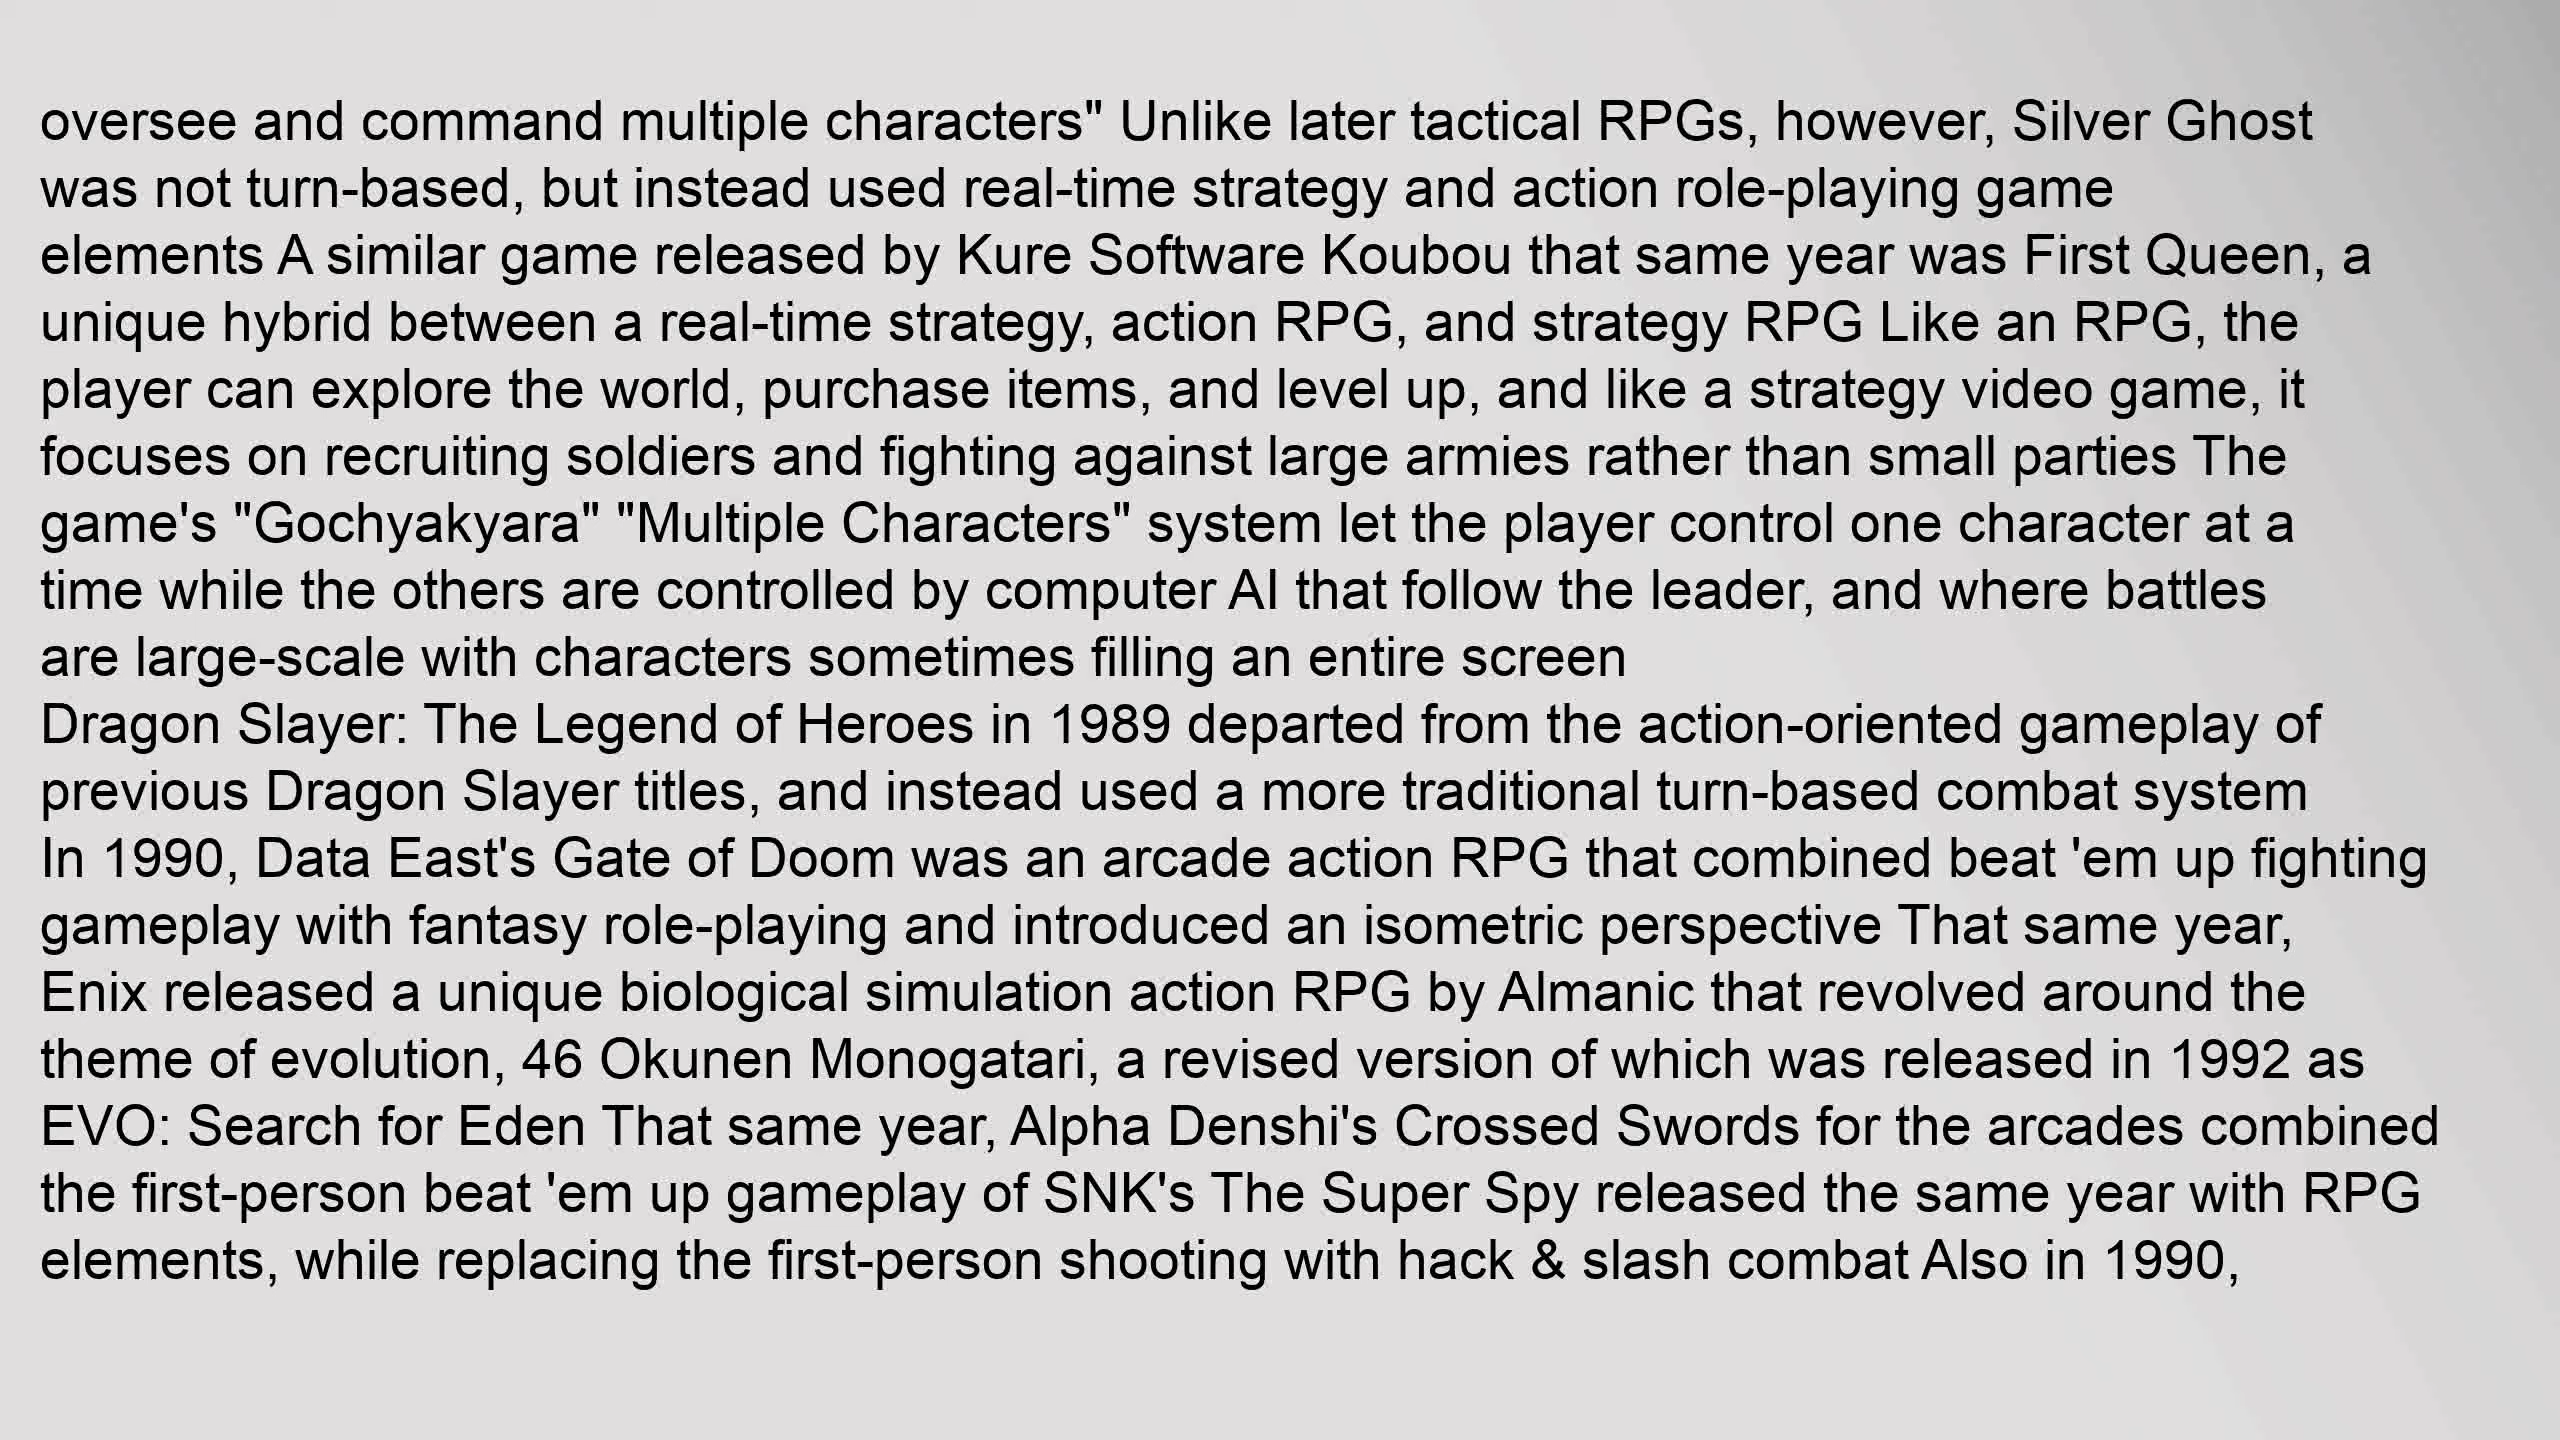 oversee and command multiple characters" Unlike later tactical RPGs, however, Silver Ghost
was not turn-based, but instead used real-time strategy and action role-playing game
elements A similar game released by Kure Software Koubou that same year was First Queen, a
unique hybrid between a real-time strategy, action RPG, and strategy RPG Like an RPG, the
player can explore the world, purchase items, and level up, and like a strategy video game, it
focuses on recruiting soldiers and fighting against large armies rather than small parties The
game's "Gochyakyara" "Multiple Characters" system let the player control one character at a
time while the others are controlled by computer AI that follow the leader, and where battles
are large-scale with characters sometimes filling an entire screen
Dragon Slayer: The Legend of Heroes in 1989 departed from the action-oriented gameplay of
previous Dragon Slayer titles, and instead used a more traditional turn-based combat system
In 1990, Data East's Gate of Doom was an arcade action RPG that combined beat 'em up fighting
gameplay with fantasy role-playing and introduced an isometric perspective That same year,
Enix released a unique biological simulation action RPG by Almanic that revolved around the
theme of evolution, 46 Okunen Monogatari, a revised version of which was released in 1992 as
EVO: Search for Eden That same year, Alpha Denshi's Crossed Swords for the arcades combined
the first-person beat 'em up gameplay of SNK's The Super Spy released the same year with RPG
elements, while replacing the first-person shooting with hack & slash combat Also in 1990,